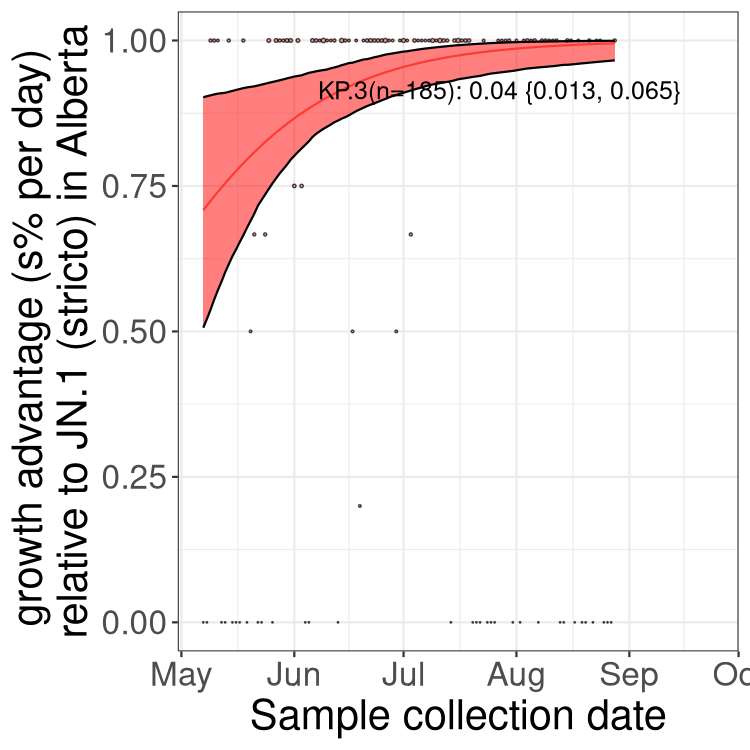 growth advantage (s% per day)
relative to JN.1 (stricto) in Alberta
1.00
0.75
0.50
0.25
0.00
KP.3(n=185): 0.04 {0.013, 0.065}
May Jun Jul Aug Sep Oc
Sample collection date